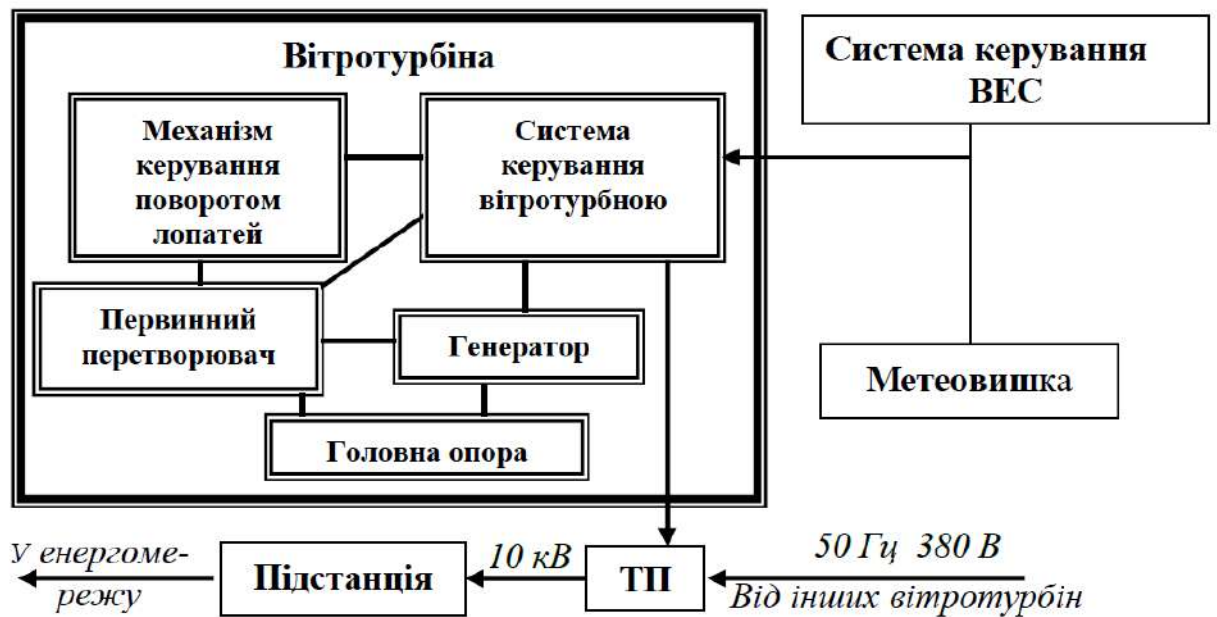 Вітротурбіна
Система керування
ВЕС
Механізм
керування
поворотом
лопатей
Система
керування
вітротурбною
Первинний
перетворювач
Генератор
Метеовишка
Головна опора
У енергоме-
режу
Підстанція
10 кВ
ТП
50 Гц 380 В
Від інших вітротурбін